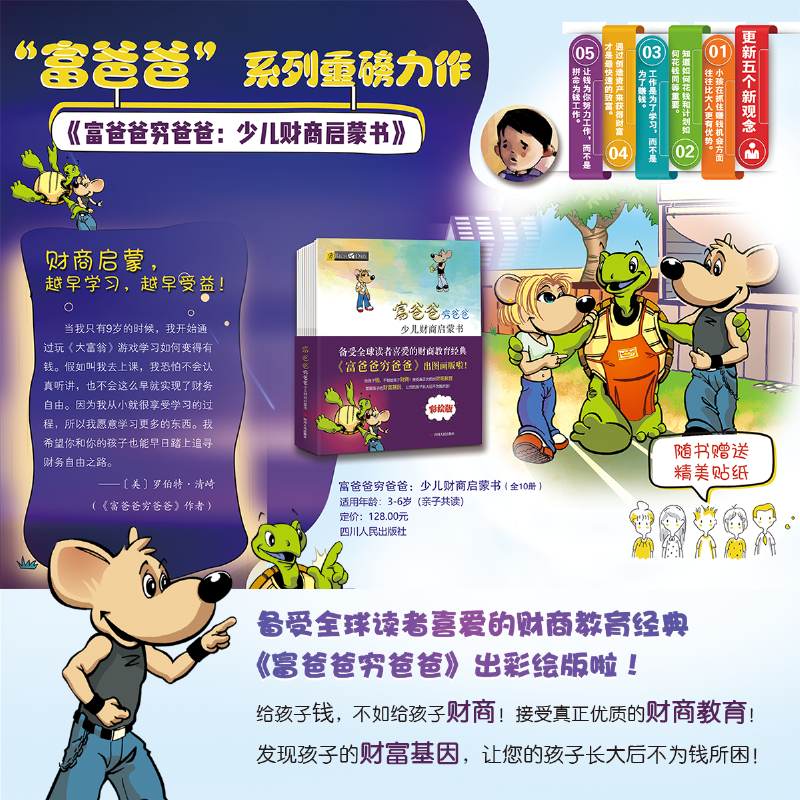 “富爸爸”系列重磅力作
《富爸爸穷爸爸：少儿财商启蒙书》
更新五个新观念
01
小孩在抓住赚钱机会方面
往往比大人更有优势。
02
知道如何花钱和计划如
何花钱同等重要。
03
工作是为了学习，而不是
为了赚钱。
04
通过创造资产来获得财富
才是最快速的致富。
05
让钱为你努力工作，而不是
拼命为钱工作。
财商启蒙，
越早学习，越早受益！
当我只有9岁的时候，我开始通
过玩《大富翁》游戏学习如何变得有
钱。假如叫我去上课，我恐怕不会认
真听讲，也不会这么早就实现了财务
自由。因为我从小就很享受学习的过
程，所以我愿意学习更多的东西。我
希望你和你的孩子也能早日踏上追寻
财务自由之路。
——［美］罗伯特·清崎
（《富爸爸穷爸爸》作者）
RICH DAD
富爸爸穷爸爸
少儿财商启蒙书
备受全球读者喜爱的财商教育经典
《富爸爸穷爸爸》出图画版啦！
彩绘版
四川人民出版社
富爸爸穷爸爸
富爸爸穷爸爸：少儿财商启蒙书（全10册）
适用年龄：3-6岁（亲子共读）
定价：128.00元
四川人民出版社
随书赠送
精美贴纸
备受全球读者喜爱的财商教育经典
《富爸爸穷爸爸》出彩绘版啦！
给孩子钱，不如给孩子财商！接受真正优质的财商教育！
发现孩子的财富基因，让您的孩子长大后不为钱所困！